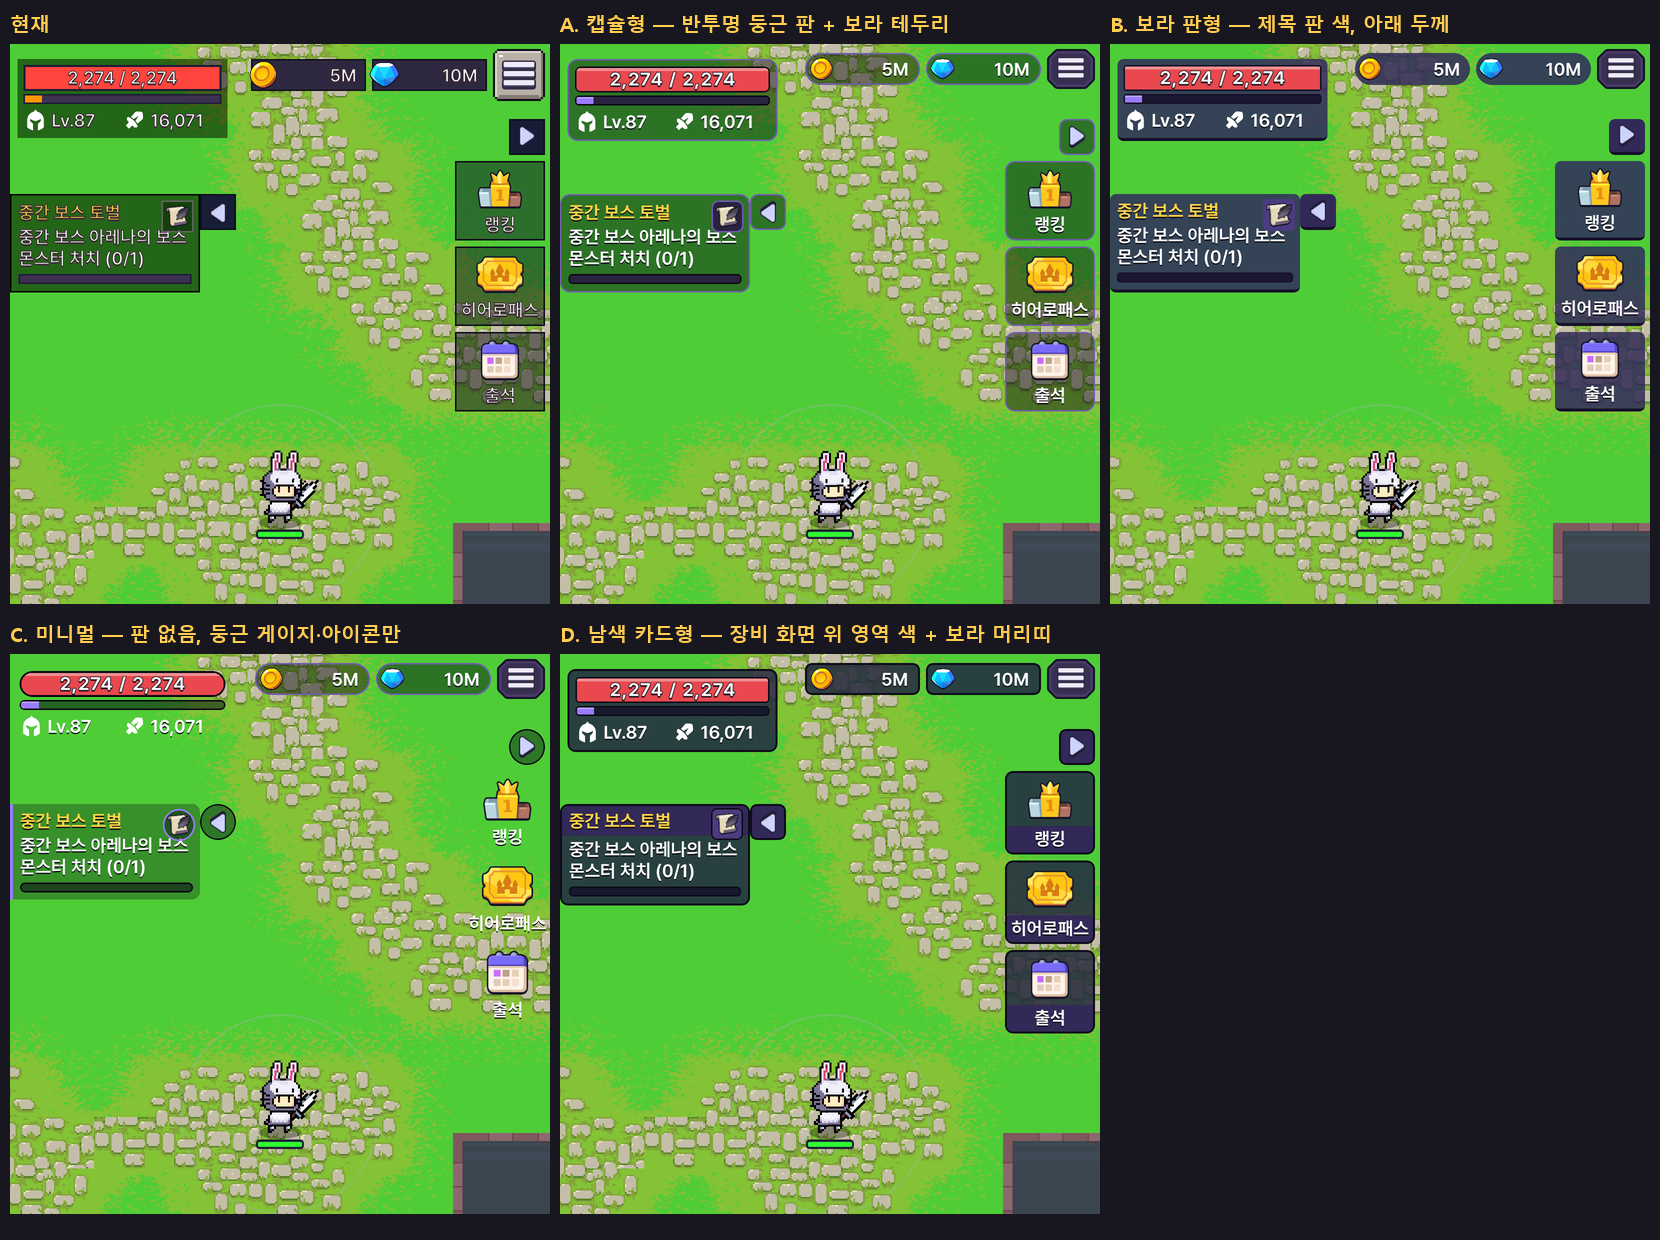 현재
2,274 / 2,274
5M
10M
Lv.87
16,071
중간 보스 토벌
중간 보스 아레나의 보스
몬스터 처치 (0/1)
1
랭킹
히어로패스
출석
A. 캡슐형 — 반투명 둥근 판 + 보라 테두리
2,274 / 2,274
5M
10M
Lv.87
16,071
중간 보스 토벌
중간 보스 아레나의 보스
몬스터 처치 (0/1)
1
랭킹
히어로패스
출석
B. 보라 판형 — 제목 판 색, 아래 두께
2,274 / 2,274
5M
10M
Lv.87
16,071
중간 보스 토벌
중간 보스 아레나의 보스
몬스터 처치 (0/1)
1
랭킹
히어로패스
출석
C. 미니멀 — 판 없음, 둥근 게이지·아이콘만
2,274 / 2,274
5M
10M
Lv.87
16,071
중간 보스 토벌
중간 보스 아레나의 보스
몬스터 처치 (0/1)
1
랭킹
히어로패스
출석
D. 남색 카드형 — 장비 화면 위 영역 색 + 보라 머리띠
2,274 / 2,274
5M
10M
Lv.87
16,071
중간 보스 토벌
중간 보스 아레나의 보스
몬스터 처치 (0/1)
1
랭킹
히어로패스
출석